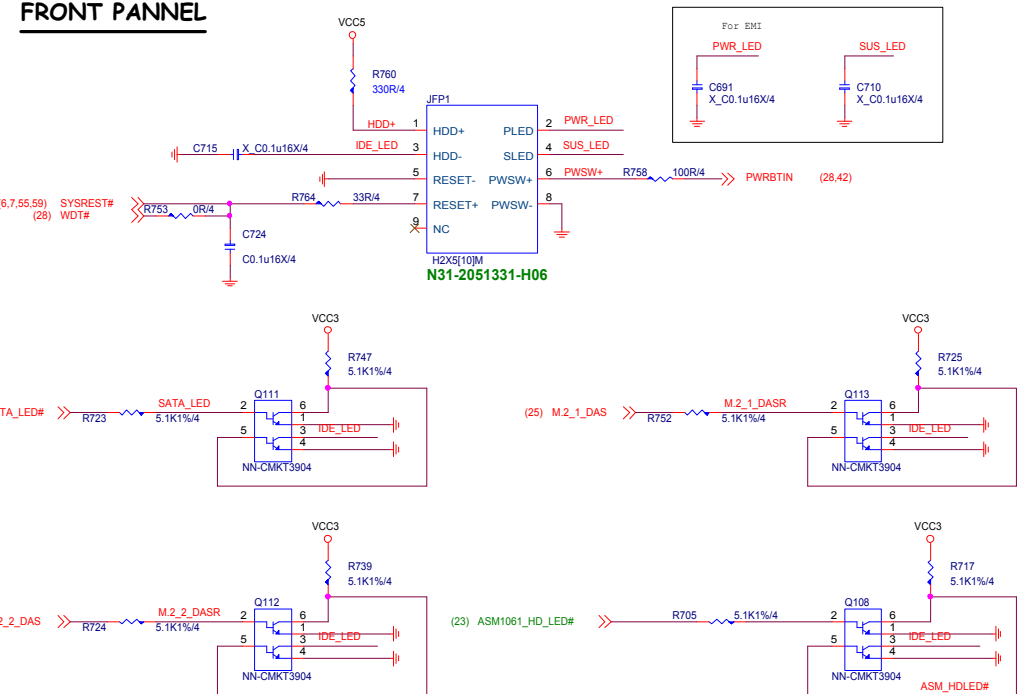 FRONT PANNEL
VCC5
R760
330R/4
For EMI
PWR_LED
SUS_LED
C691
X_C0.1u16X/4
C710
X_C0.1u16X/4
JFP1
HDD+
1
HDD+
PLED
2
PWR_LED
C715
X_C0.1u16X/4
IDE_LED
3
HDD-
SLED
4
SUS_LED
5
RESET-
PWSW+
6
PWSW+
R758
100R/4
PWRBTIN
(28,42)
6,7,55,59)
SYSREST#
R764
33R/4
7
RESET+
PWSW-
8
(28)
WDT#
R753
0R/4
9
NC
C724
C0.1u16X/4
H2X5[10]M
N31-2051331-H06
VCC3
R747
5.1K1%/4
TA_LED#
R723
SATA_LED
5.1K1%/4
Q111
2
6
1
5
3
IDE_LED
4
NN-CMKT3904
VCC3
R725
5.1K1%/4
(25)
M.2_1_DAS
R752
M.2_1_DASR
5.1K1%/4
Q113
2
6
1
5
3
IDE_LED
4
NN-CMKT3904
VCC3
R739
5.1K1%/4
2_2_DAS
R724
M.2_2_DASR
5.1K1%/4
Q112
2
6
1
5
3
IDE_LED
4
NN-CMKT3904
VCC3
R717
5.1K1%/4
(23)
ASM1061_HD_LED#
R705
5.1K1%/4
Q108
2
6
1
5
3
IDE_LED
4
NN-CMKT3904
ASM_HDLED#